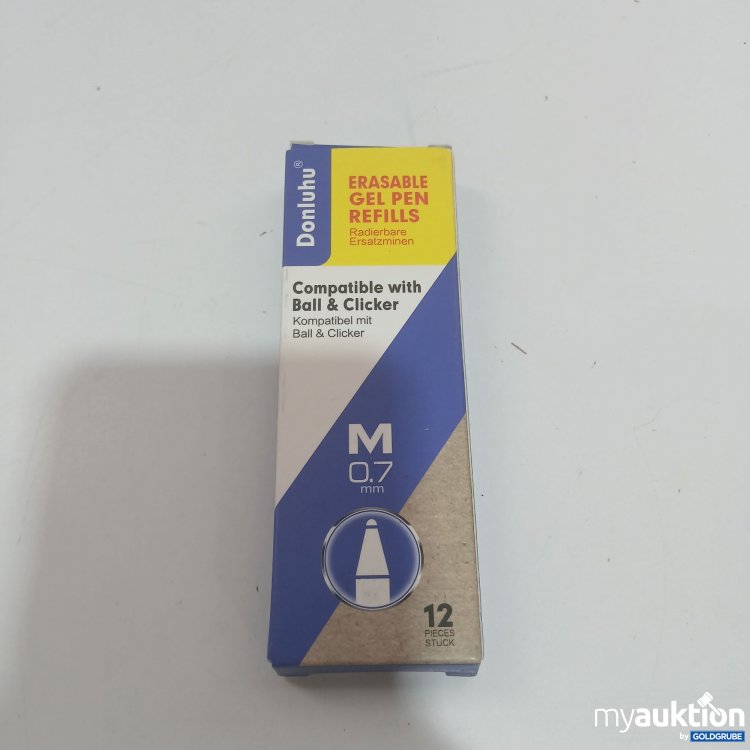 Donluhu®
ERASABLE
GEL PEN
REFILLS
Radierbare
Ersatzminen
Compatible with
Ball & Clicker
Kompatibel mit
Ball & Clicker
M
0.7
mm
12
PIECES
STÜCK
myauktion
by GOLDGRUBE